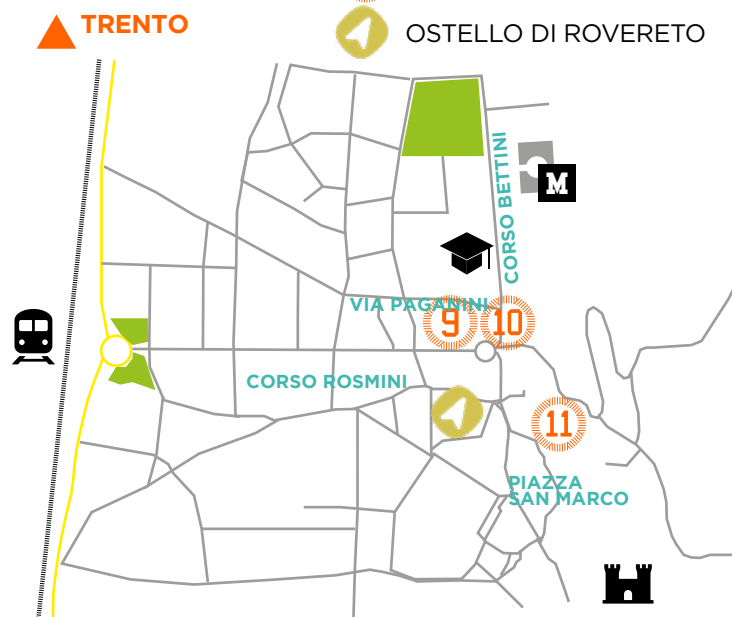 TRENTO
OSTELLO DI ROVERETO
CORSO BETTINI
M
VIA PAGANINI
9
10
CORSO ROSMINI
11
PIAZZA
SAN MARCO